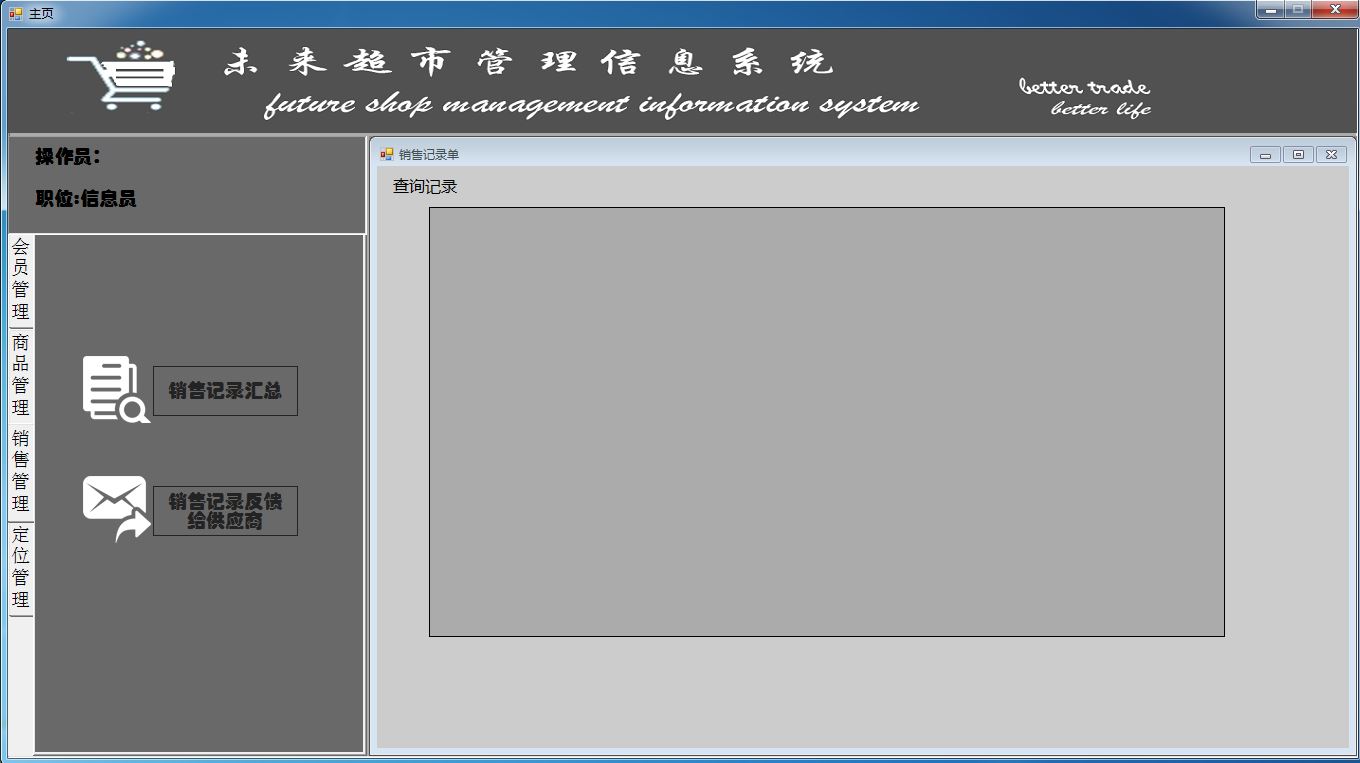 主页
未来超市管理信息系统
future shop management information system
better trade
better life
操作员：
职位:信息员
会员管理
商品管理
销售管理
定位管理
销售记录汇总
销售记录反馈
给供应商
销售记录单
查询记录